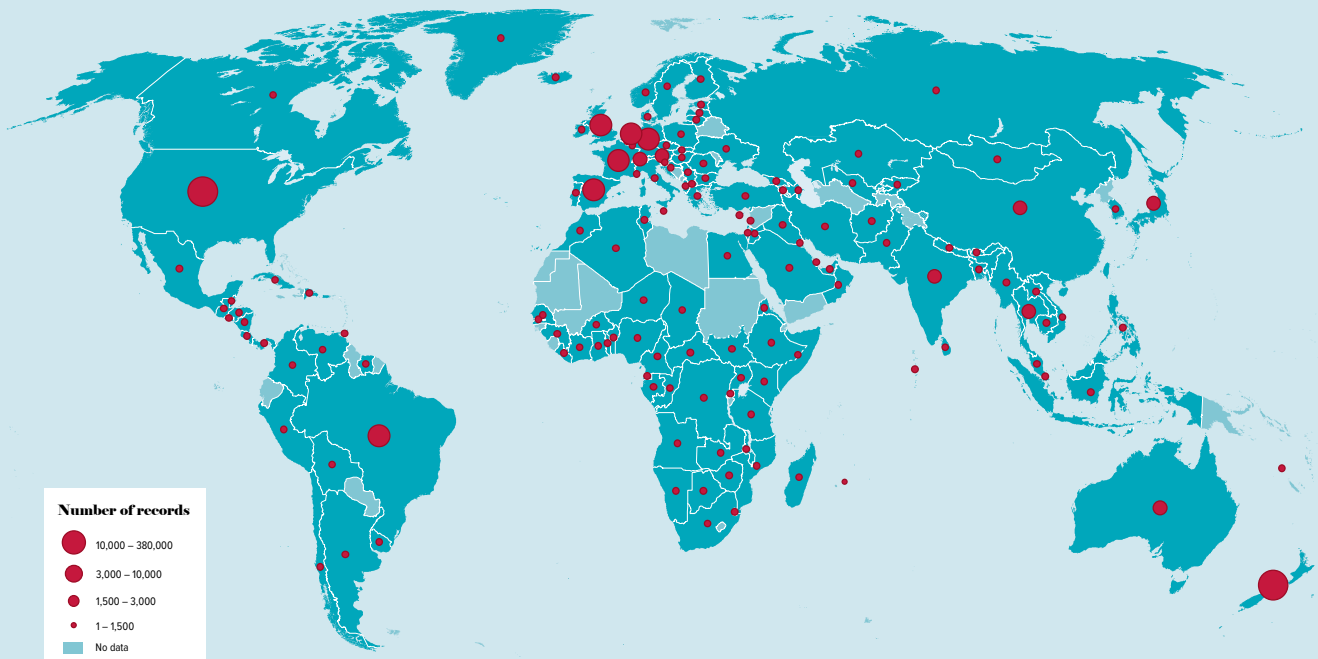 Number of records
10,000 – 380,000
3,000 – 10,000
1,500 – 3,000
1 – 1,500
No data